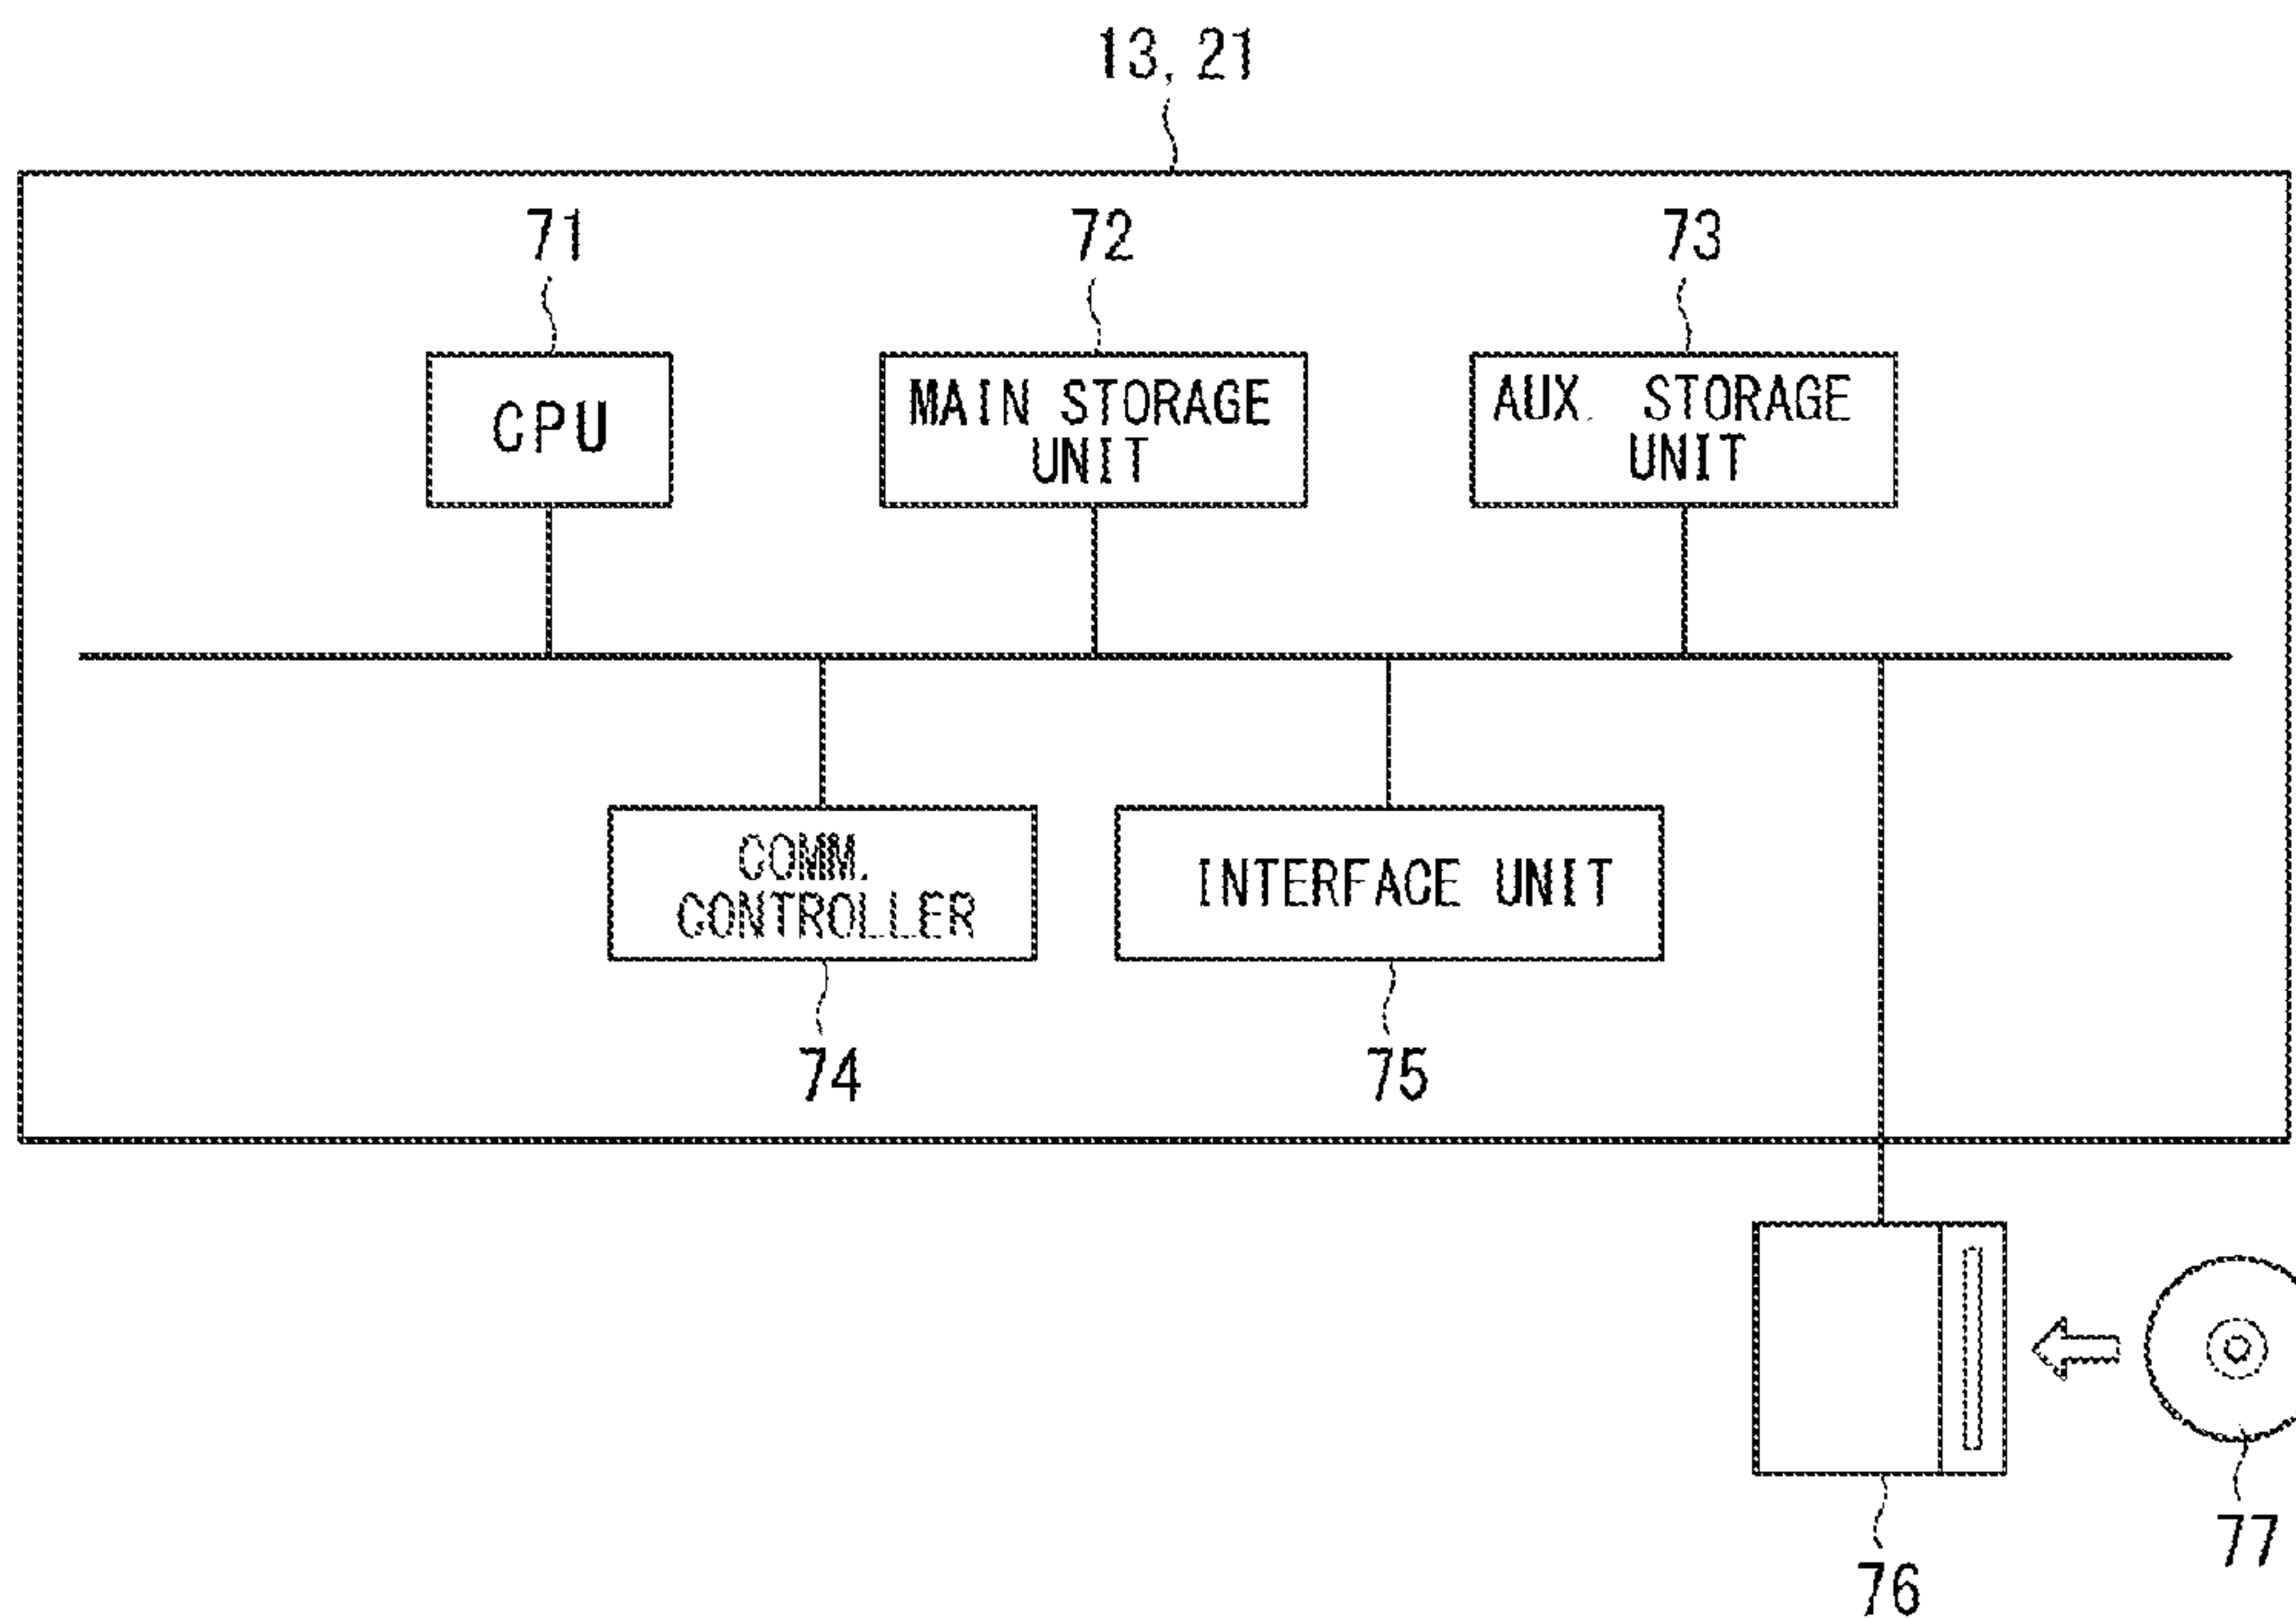 13, 21
71
72
73
CPU
MAIN STORAGE
UNIT
AUX. STORAGE
UNIT
COMM.
CONTROLLER
INTERFACE UNIT
74
75
76
77